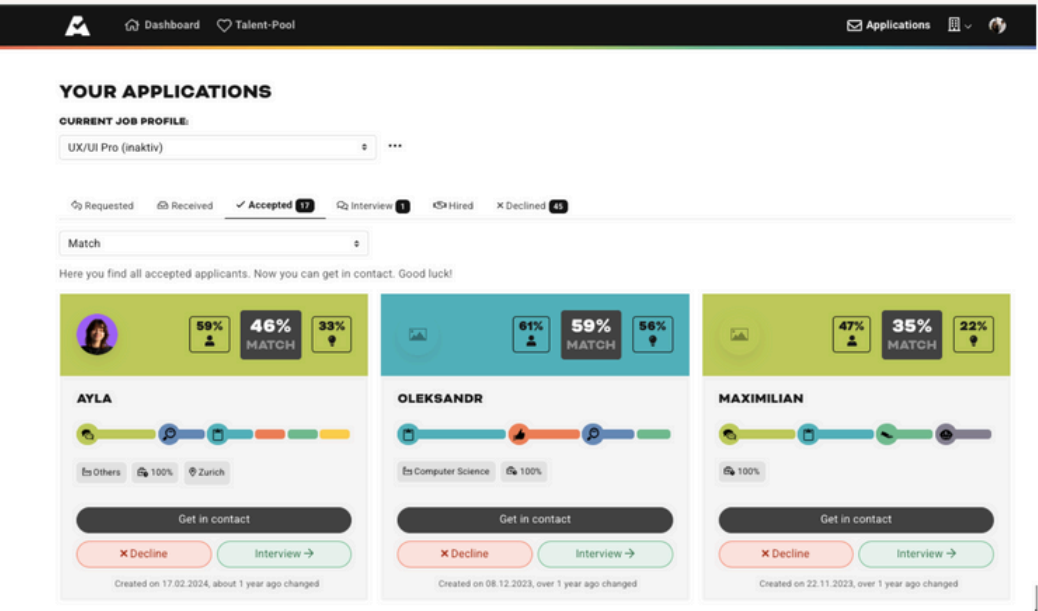 Dashboard Talent-Pool Applications
YOUR APPLICATIONS
CURRENT JOB PROFILE:
UX/UI Pro (inaktiv) ...
Requested Received Accepted 17 Interview 1 Hired Declined 45
Match
Here you find all accepted applicants. Now you can get in contact. Good luck!
59% 46% MATCH 33%
AYLA
Others 100% Zurich
Get in contact
Decline Interview →
Created on 17.02.2024, about 1 year ago changed
61% 59% MATCH 56%
OLEKSANDR
Computer Science 100%
Get in contact
Decline Interview →
Created on 08.12.2023, over 1 year ago changed
47% 35% MATCH 22%
MAXIMILIAN
100%
Get in contact
Decline Interview →
Created on 22.11.2023, over 1 year ago changed